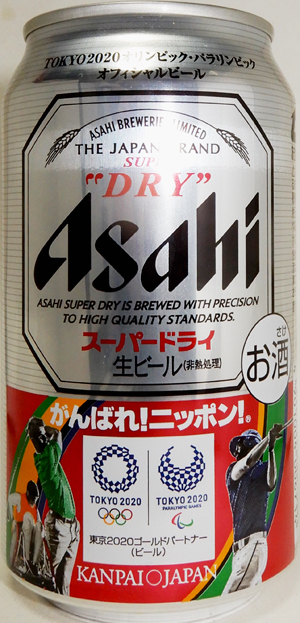 TOKYO2020オリンピック・パラリンピック
オフィシャルビール
ASAHI BREWERIES, LIMITED
THE JAPAN BRAND
SUPER
"DRY"
Asahi
ASAHI SUPER DRY IS BREWED WITH PRECISION
TO HIGH QUALITY STANDARDS.
スーパードライ
生ビール(非熱処理)
さけ
お酒
がんばれ!ニッポン!®
TOKYO 2020
TOKYO 2020
PARALYMPIC GAMES
東京2020ゴールドパートナー
(ビール)
KANPAI○JAPAN